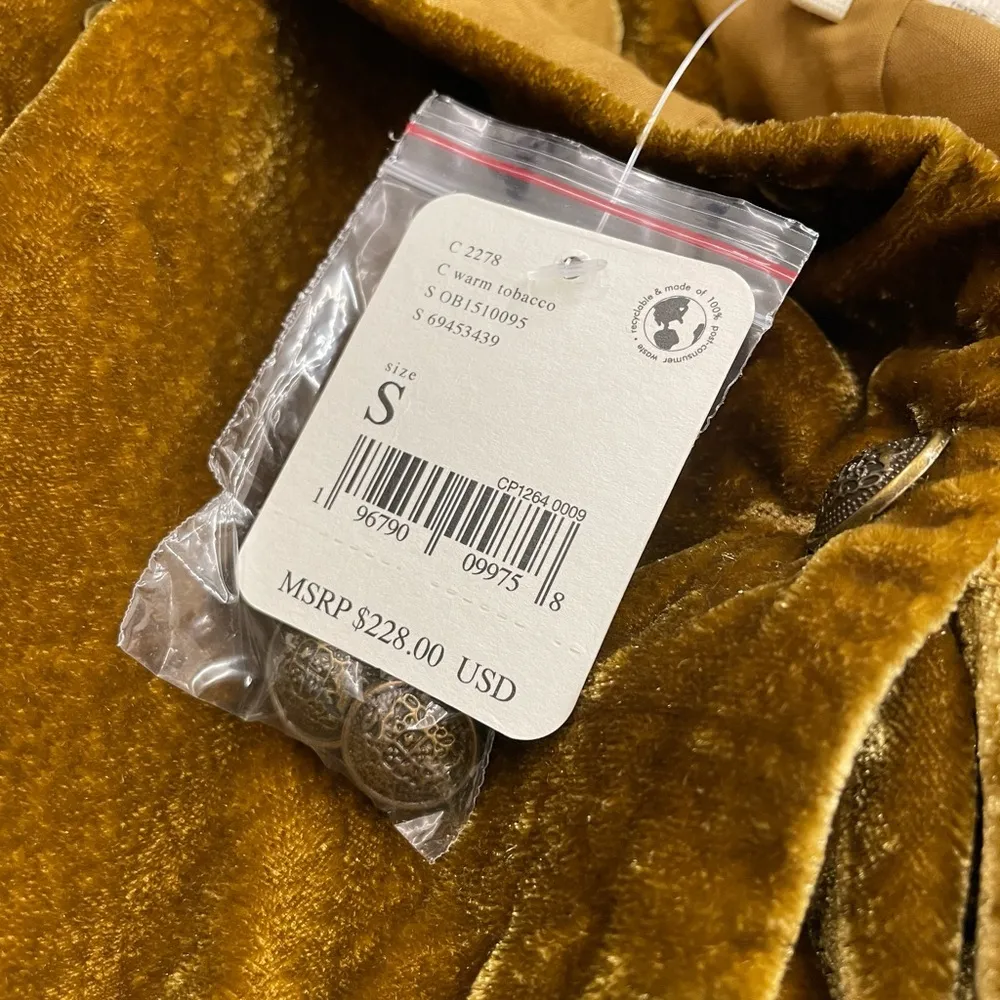 C 2278
C warm tobacco
S OB1510095
S 69453439
recyclable & made of 100% post-consumer waste •
size
S
CP1264 0009
1 96790 09975 8
MSRP $228.00 USD